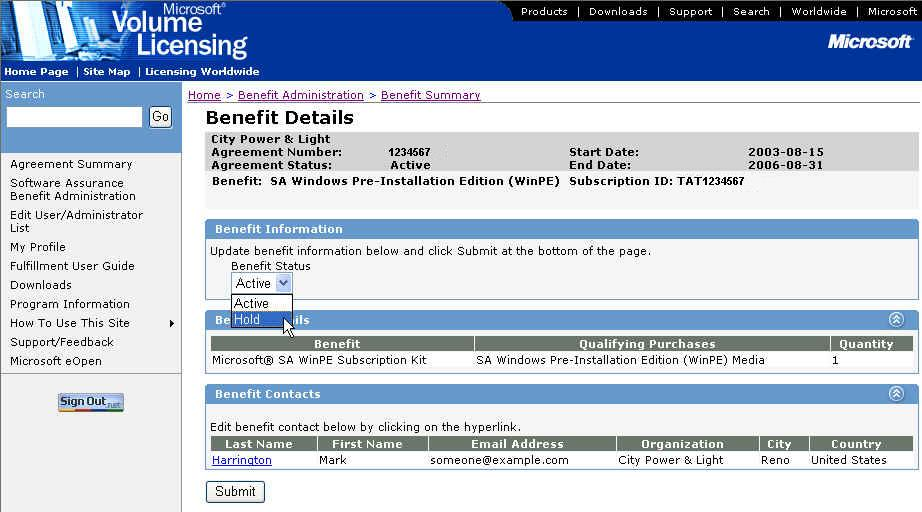 Microsoft®
Volume
Licensing
Products | Downloads | Support | Search | Worldwide | Microsoft
Microsoft
Home Page | Site Map | Licensing Worldwide
Search
Go
Agreement Summary
Software Assurance
Benefit Administration
Edit User/Administrator
List
My Profile
Fulfillment User Guide
Downloads
Program Information
How To Use This Site
Support/Feedback
Microsoft eOpen
Sign Out.net
Home > Benefit Administration > Benefit Summary
Benefit Details
City Power & Light
Agreement Number: 1234567 Start Date: 2003-08-15
Agreement Status: Active End Date: 2006-08-31
Benefit: SA Windows Pre-Installation Edition (WinPE) Subscription ID: TAT1234567
Benefit Information
Update benefit information below and click Submit at the bottom of the page.
Benefit Status
Active
Active
Hold
Be ils
Benefit Qualifying Purchases Quantity
Microsoft® SA WinPE Subscription Kit SA Windows Pre-Installation Edition (WinPE) Media 1
Benefit Contacts
Edit benefit contact below by clicking on the hyperlink.
Last Name First Name Email Address Organization City Country
Harrington Mark someone@example.com City Power & Light Reno United States
Submit